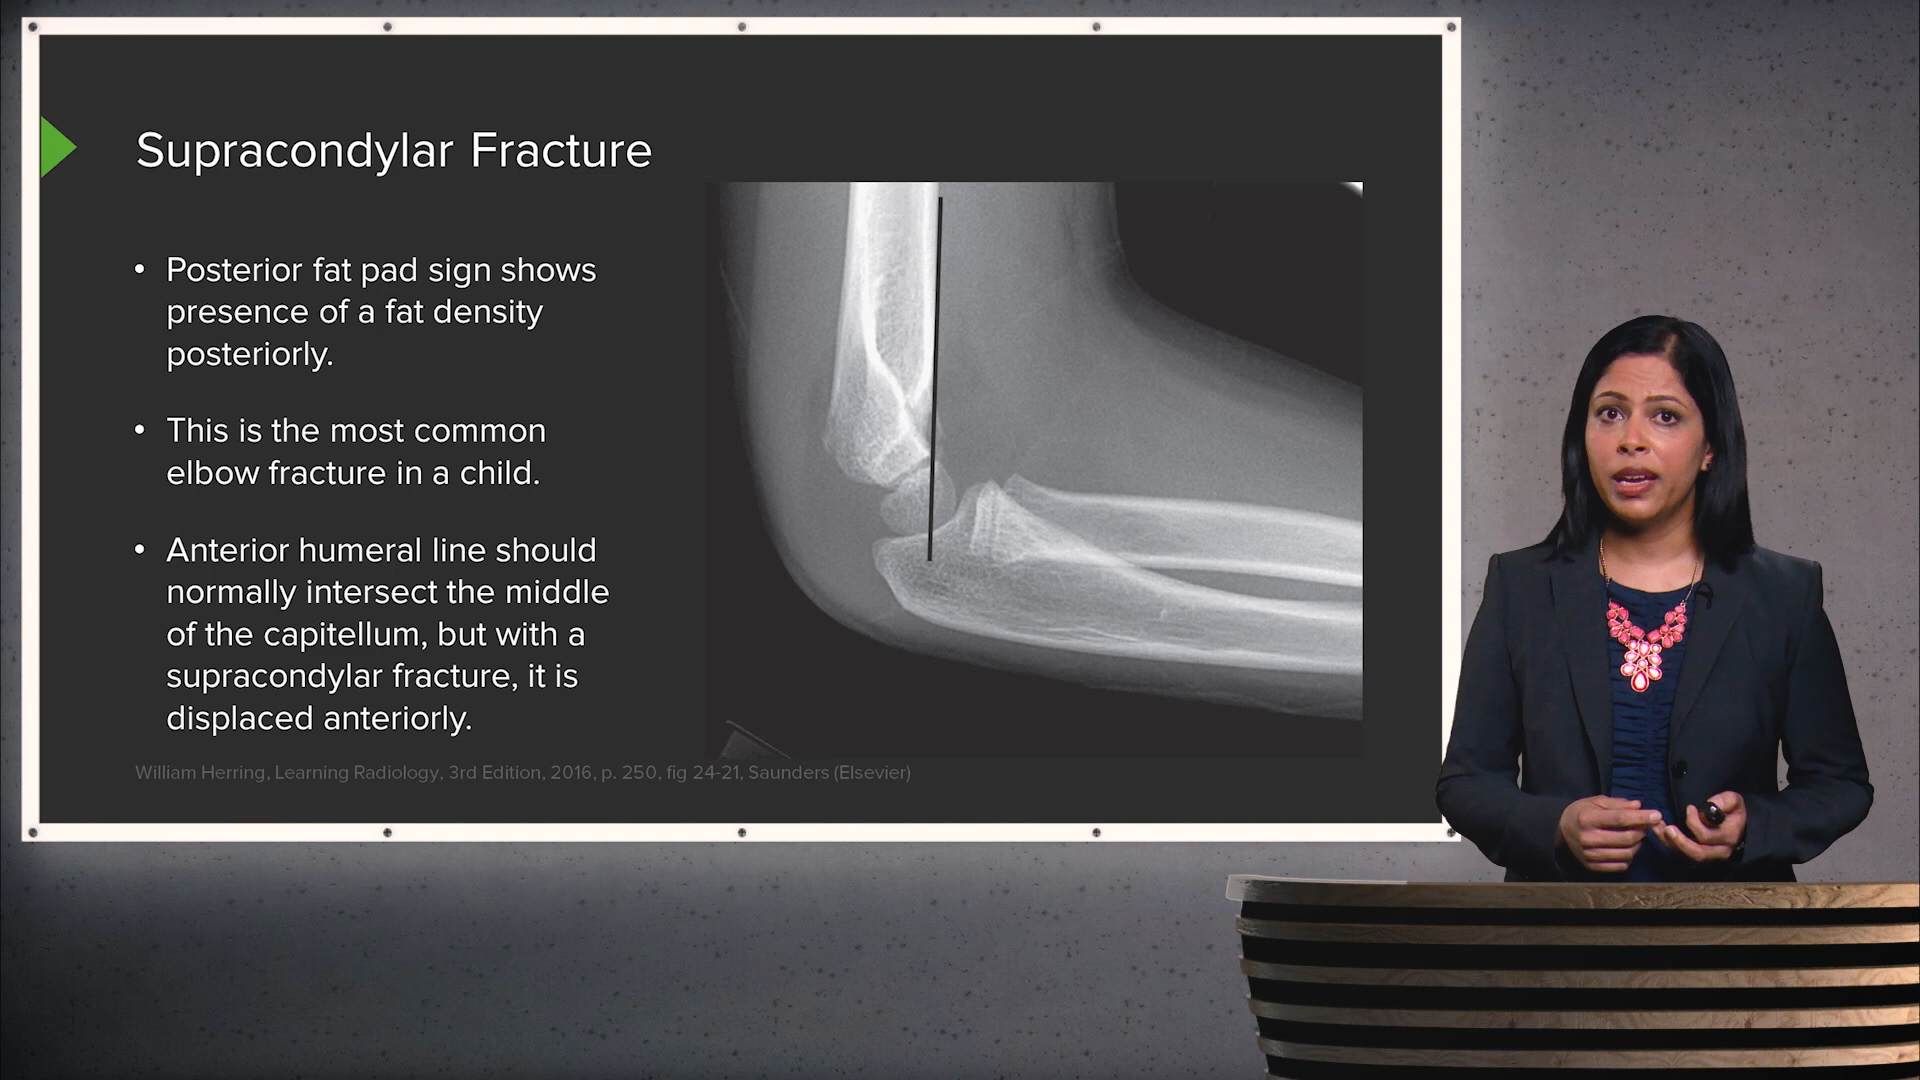 Supracondylar Fracture
• Posterior fat pad sign shows
presence of a fat density
posteriorly.
• This is the most common
elbow fracture in a child.
• Anterior humeral line should
normally intersect the middle
of the capitellum, but with a
supracondylar fracture, it is
displaced anteriorly.
William Herring, Learning Radiology, 3rd Edition, 2016, p. 250, fig 24-21, Saunders (Elsevier)